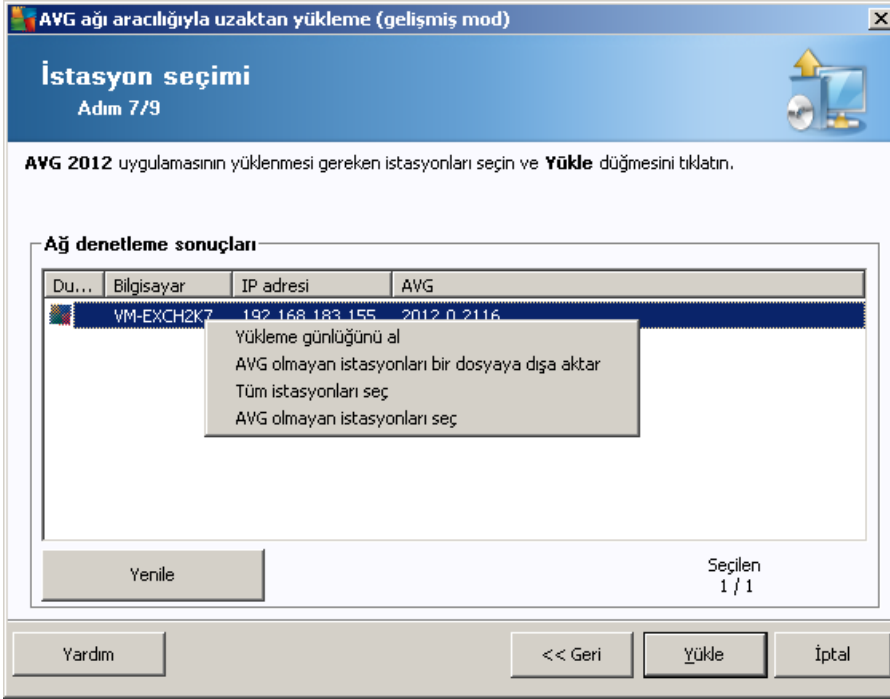 AVG ağı aracılığıyla uzaktan yükleme (gelişmiş mod)
İstasyon seçimi
Adım 7/9
AVG 2012 uygulamasının yüklenmesi gereken istasyonları seçin ve Yükle düğmesini tıklatın.
Ağ denetleme sonuçları
Du... Bilgisayar IP adresi AVG
VM-EXCH2K7 192.168.183.155 2012.0.2116
Yükleme günlüğünü al
AVG olmayan istasyonları bir dosyaya dışa aktar
Tüm istasyonları seç
AVG olmayan istasyonları seç
Yenile
Seçilen
1 / 1
Yardım << Geri Yükle İptal